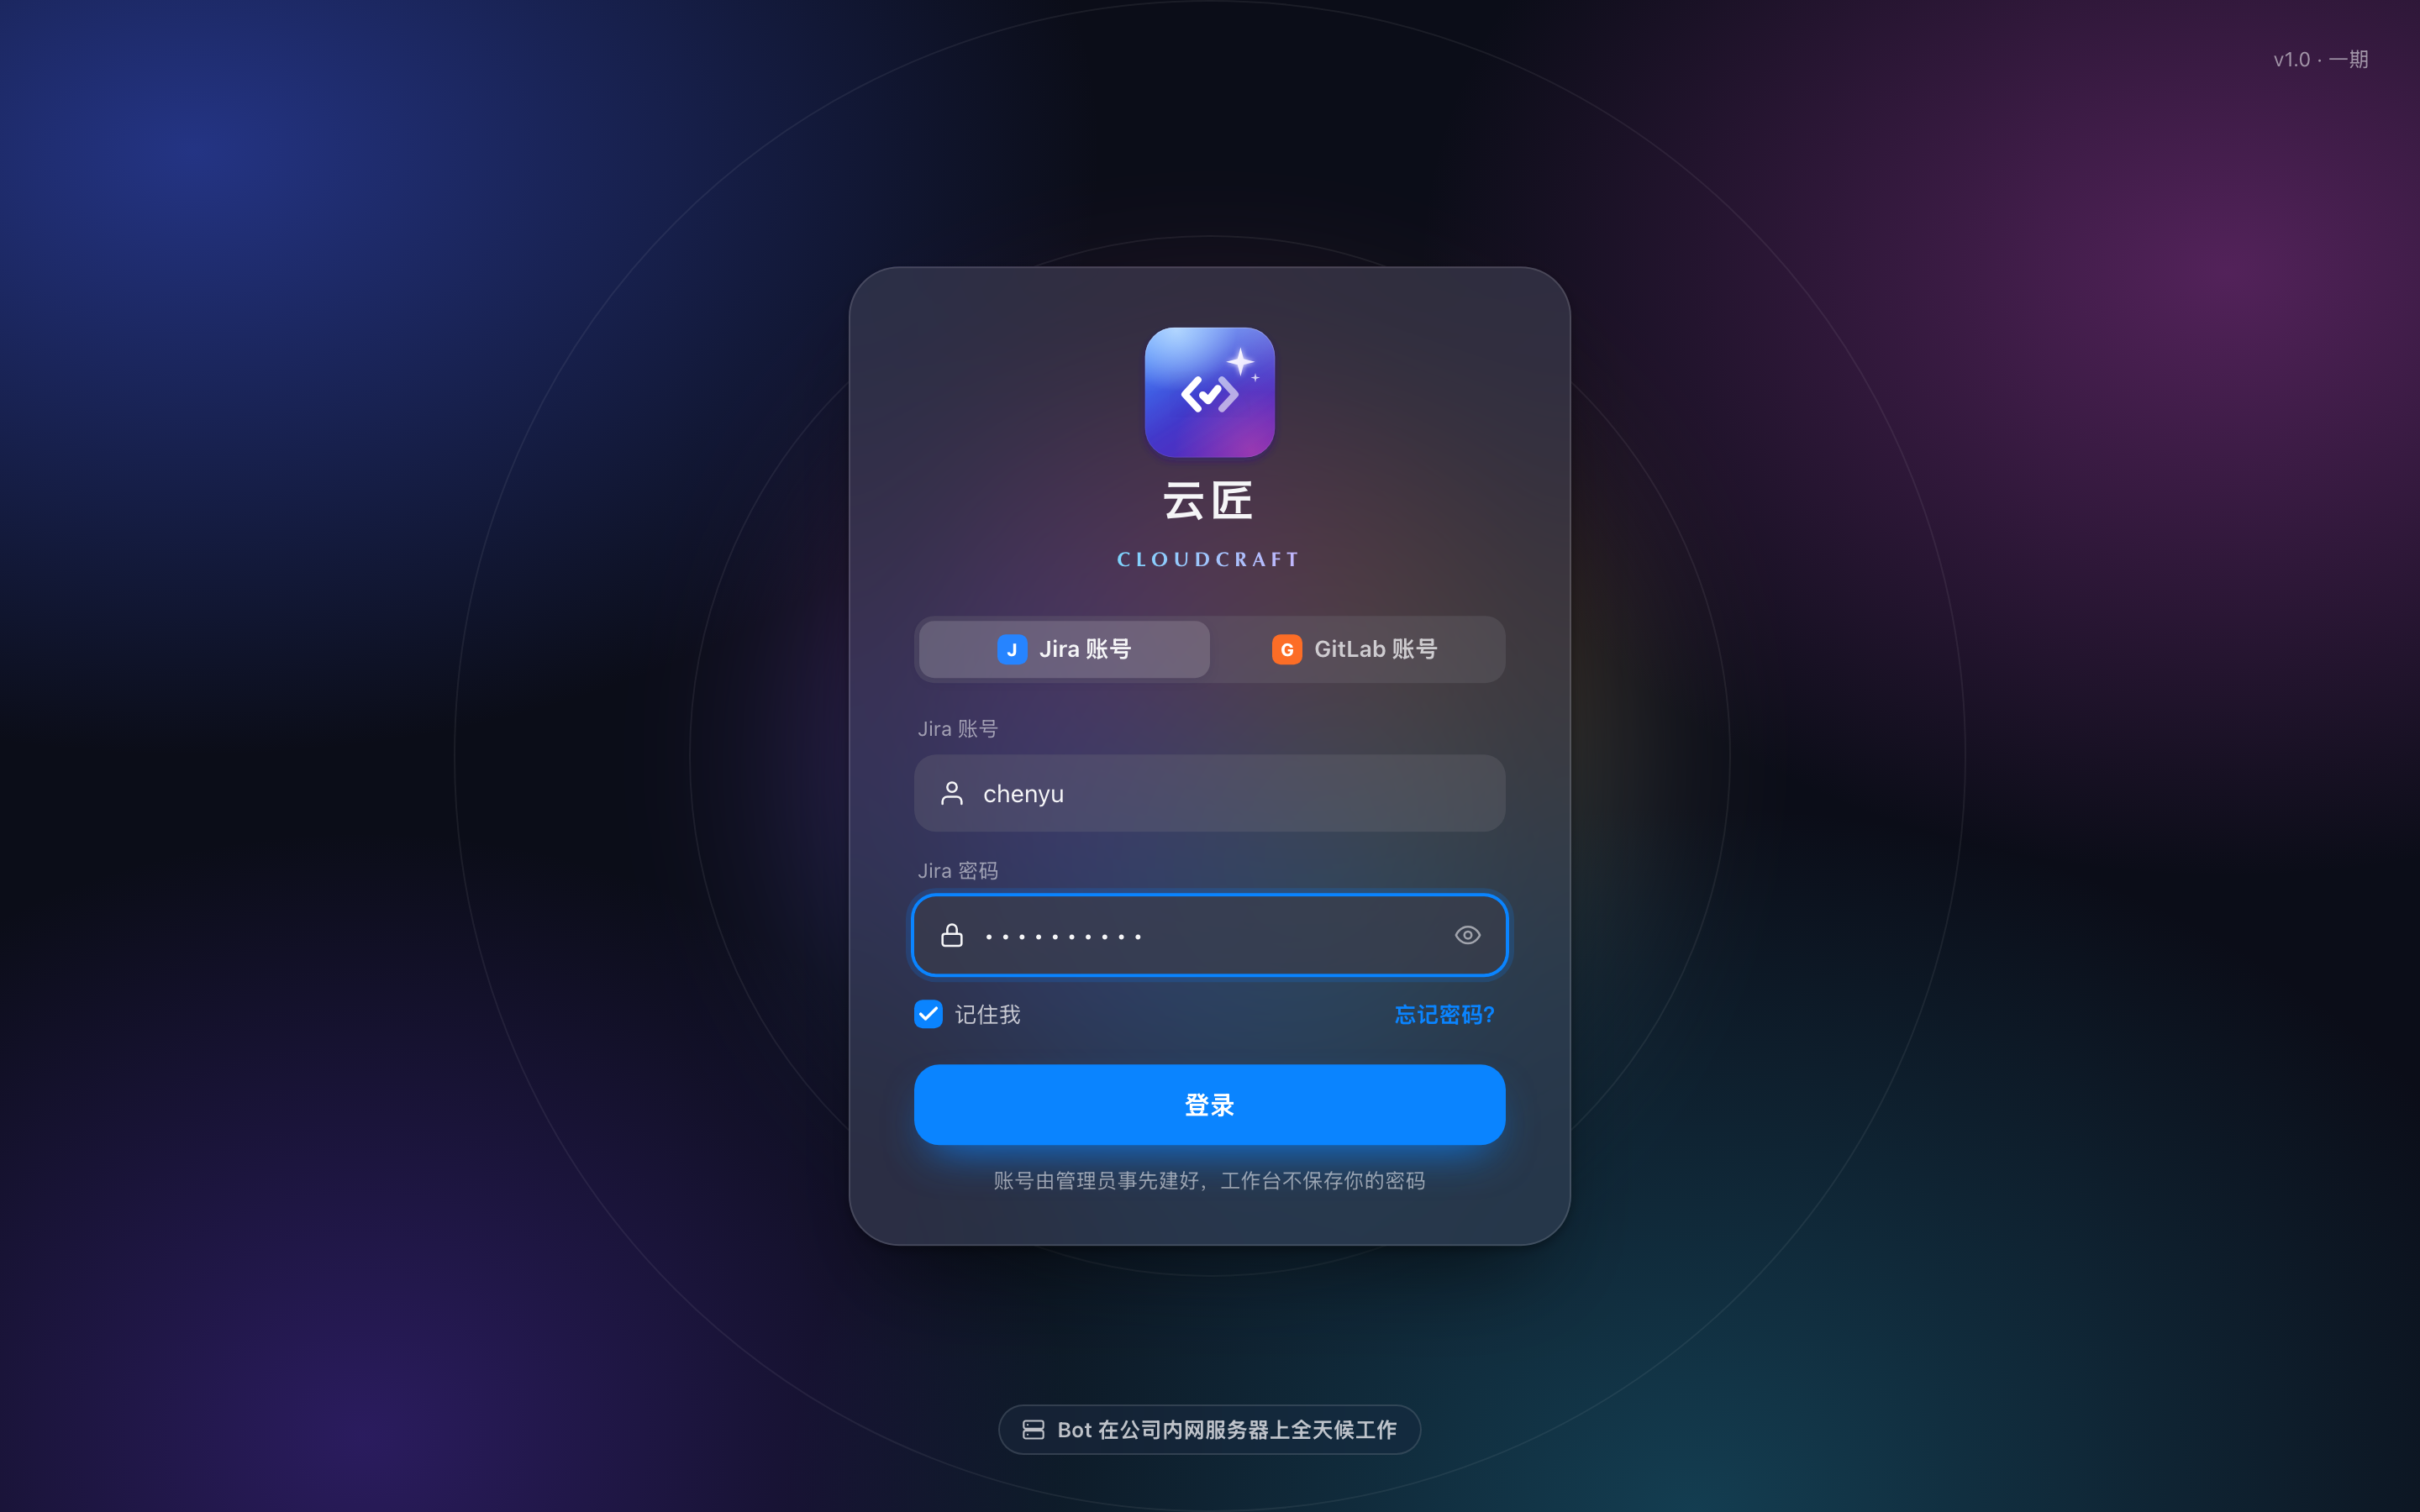 v1.0 · 一期
云匠
CLOUDCRAFT
J Jira 账号
G GitLab 账号
Jira 账号
chenyu
Jira 密码
••••••••••
记住我
忘记密码?
登录
账号由管理员事先建好，工作台不保存你的密码
Bot 在公司内网服务器上全天候工作